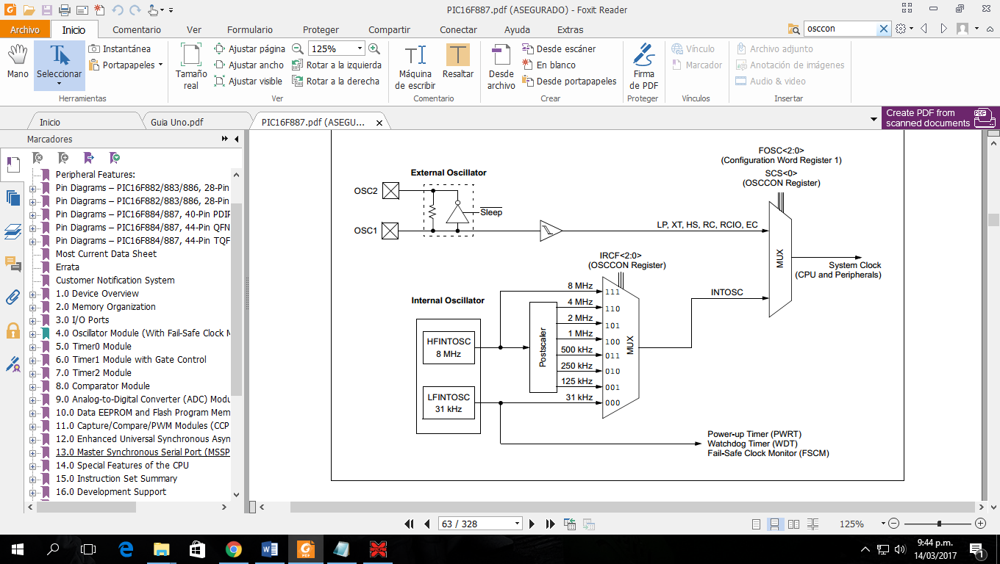 PIC16F887.pdf (ASEGURADO) - Foxit Reader
Archivo Inicio Comentario Ver Formulario Proteger Compartir Conectar Ayuda Extras
osccon
Mano
Seleccionar
Instantánea
Portapapeles
Herramientas
Tamaño real
Ajustar página
Ajustar ancho
Ajustar visible
125%
Rotar a la izquierda
Rotar a la derecha
Ver
Máquina de escribir
Resaltar
Comentario
Desde archivo
Desde escáner
En blanco
Desde portapapeles
Crear
Firma de PDF
Proteger
Vínculo
Marcador
Vínculos
Archivo adjunto
Anotación de imágenes
Audio & video
Insertar
Inicio
Guia Uno.pdf
PIC16F887.pdf (ASEGU...
Create PDF from
scanned documents
PDF
Marcadores
Peripheral Features:
Pin Diagrams – PIC16F882/883/886, 28-Pin
Pin Diagrams – PIC16F882/883/886, 28-Pin
Pin Diagrams – PIC16F884/887, 40-Pin PDIP
Pin Diagrams – PIC16F884/887, 44-Pin QFN
Pin Diagrams – PIC16F884/887, 44-Pin TQF
Most Current Data Sheet
Errata
Customer Notification System
1.0 Device Overview
2.0 Memory Organization
3.0 I/O Ports
4.0 Oscillator Module (With Fail-Safe Clock M
5.0 Timer0 Module
6.0 Timer1 Module with Gate Control
7.0 Timer2 Module
8.0 Comparator Module
9.0 Analog-to-Digital Converter (ADC) Modu
10.0 Data EEPROM and Flash Program Mem
11.0 Capture/Compare/PWM Modules (CCP
12.0 Enhanced Universal Synchronous Asyn
13.0 Master Synchronous Serial Port (MSSP
14.0 Special Features of the CPU
15.0 Instruction Set Summary
16.0 Development Support
FOSC<2:0>
(Configuration Word Register 1)
SCS<0>
(OSCCON Register)
External Oscillator
OSC2
Sleep
OSC1
LP, XT, HS, RC, RCIO, EC
MUX
System Clock
(CPU and Peripherals)
IRCF<2:0>
(OSCCON Register)
INTOSC
Internal Oscillator
HFINTOSC
8 MHz
LFINTOSC
31 kHz
Postscaler
8 MHz 111
4 MHz 110
2 MHz 101
1 MHz 100
500 kHz 011
250 kHz 010
125 kHz 001
31 kHz 000
MUX
Power-up Timer (PWRT)
Watchdog Timer (WDT)
Fail-Safe Clock Monitor (FSCM)
63 / 328
125%
9:44 p.m.
14/03/2017
1